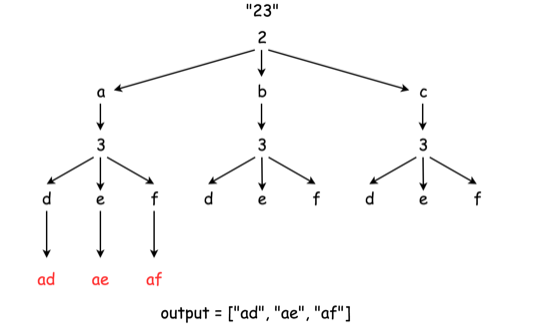 "23"
2
a b c
3 3 3
d e f d e f d e f
ad ae af
output = ["ad", "ae", "af"]